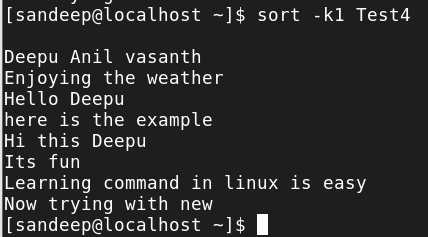 [sandeep@localhost ~]$ sort -k1 Test4
Deepu Anil vasanth
Enjoying the weather
Hello Deepu
here is the example
Hi this Deepu
Its fun
Learning command in linux is easy
Now trying with new
[sandeep@localhost ~]$